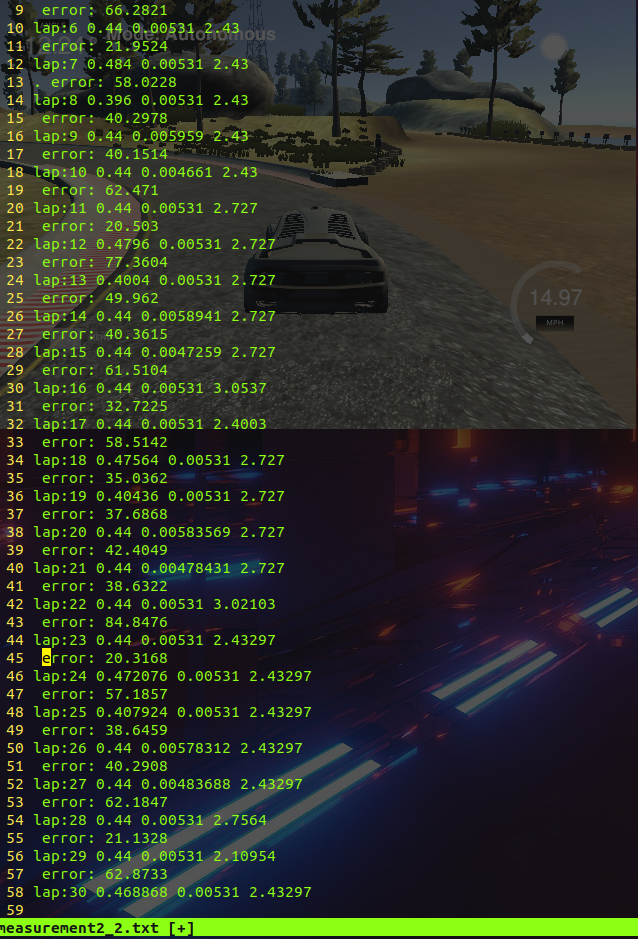 9 error: 66.2821
10 lap:6 0.44 0.00531 2.43
Mode: Autonomous
11 error: 21.9524
12 lap:7 0.484 0.00531 2.43
13 . error: 58.0228
14 lap:8 0.396 0.00531 2.43
15 error: 40.2978
16 lap:9 0.44 0.005959 2.43
17 error: 40.1514
18 lap:10 0.44 0.004661 2.43
19 error: 62.471
20 lap:11 0.44 0.00531 2.727
21 error: 20.503
22 lap:12 0.4796 0.00531 2.727
23 error: 77.3604
24 lap:13 0.4004 0.00531 2.727
25 error: 49.962
14.97
26 lap:14 0.44 0.0058941 2.727
MPH
27 error: 40.3615
28 lap:15 0.44 0.0047259 2.727
29 error: 61.5104
30 lap:16 0.44 0.00531 3.0537
31 error: 32.7225
32 lap:17 0.44 0.00531 2.4003
33 error: 58.5142
34 lap:18 0.47564 0.00531 2.727
35 error: 35.0362
36 lap:19 0.40436 0.00531 2.727
37 error: 37.6868
38 lap:20 0.44 0.00583569 2.727
39 error: 42.4049
40 lap:21 0.44 0.00478431 2.727
41 error: 38.6322
42 lap:22 0.44 0.00531 3.02103
43 error: 84.8476
44 lap:23 0.44 0.00531 2.43297
45 error: 20.3168
46 lap:24 0.472076 0.00531 2.43297
47 error: 57.1857
48 lap:25 0.407924 0.00531 2.43297
49 error: 38.6459
50 lap:26 0.44 0.00578312 2.43297
51 error: 40.2908
52 lap:27 0.44 0.00483688 2.43297
53 error: 62.1847
54 lap:28 0.44 0.00531 2.7564
55 error: 21.1328
56 lap:29 0.44 0.00531 2.10954
57 error: 62.8733
58 lap:30 0.468868 0.00531 2.43297
59
measurement2_2.txt [+]